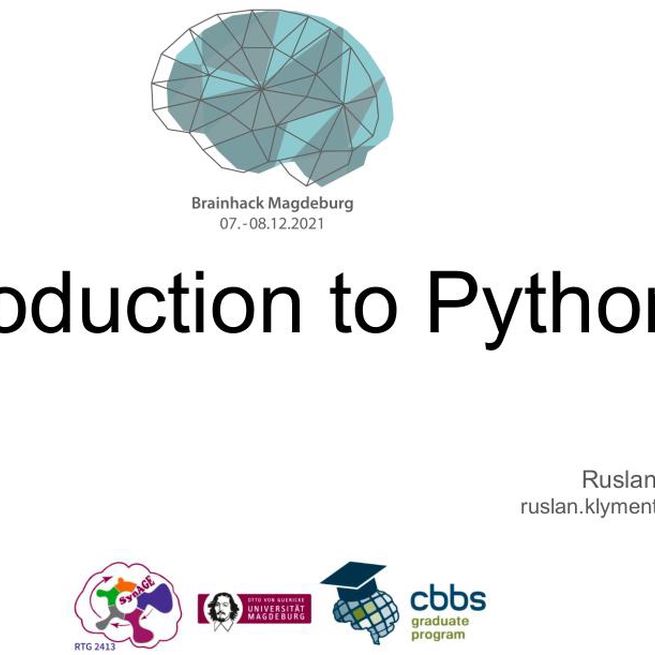 Brainhack Magdeburg
07.-08.12.2021
oduction to Python
Ruslan
ruslan.klyment
SynAGE
RTG 2413
OTTO VON GUERICKE
UNIVERSITÄT
MAGDEBURG
cbbs
graduate
program